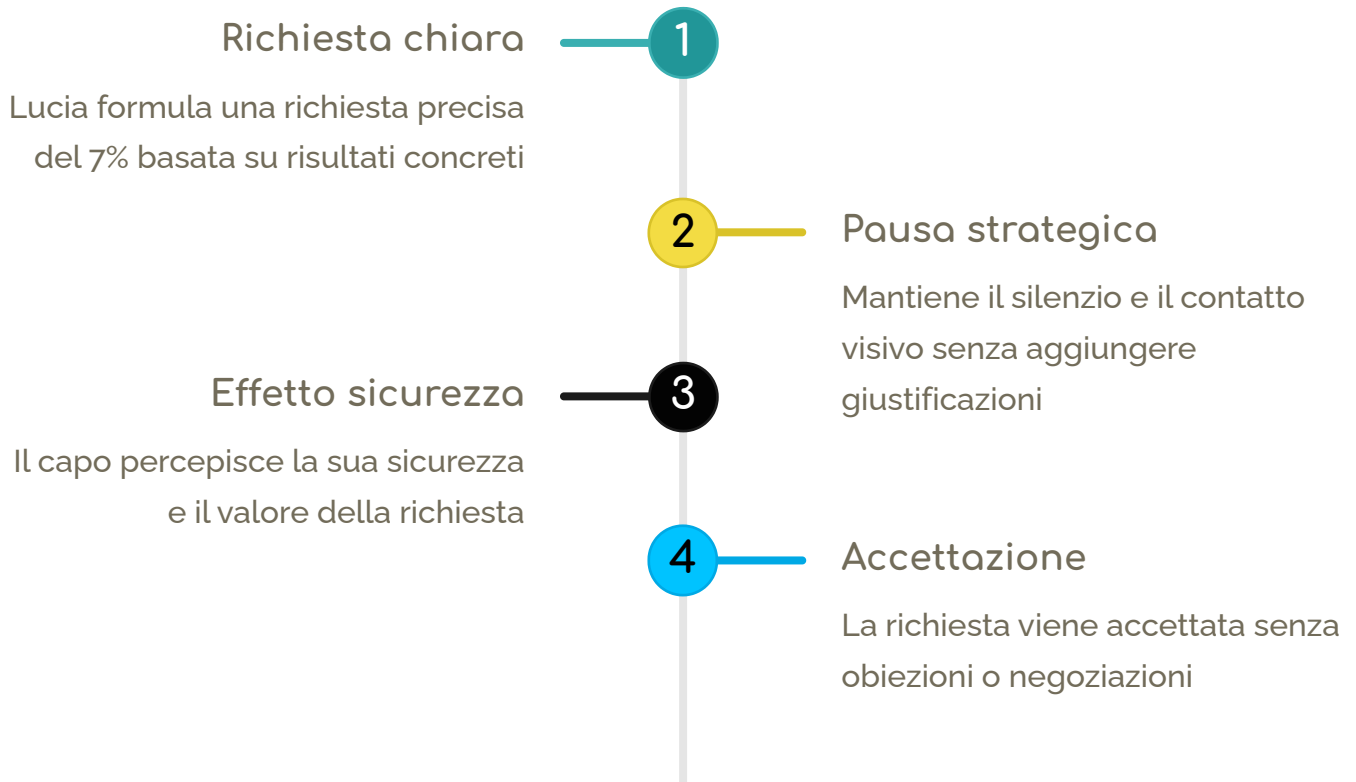 Richiesta chiara
1
Lucia formula una richiesta precisa
del 7% basata su risultati concreti
2
Pausa strategica
Mantiene il silenzio e il contatto
visivo senza aggiungere
giustificazioni
Effetto sicurezza
3
Il capo percepisce la sua sicurezza
e il valore della richiesta
4
Accettazione
La richiesta viene accettata senza
obiezioni o negoziazioni